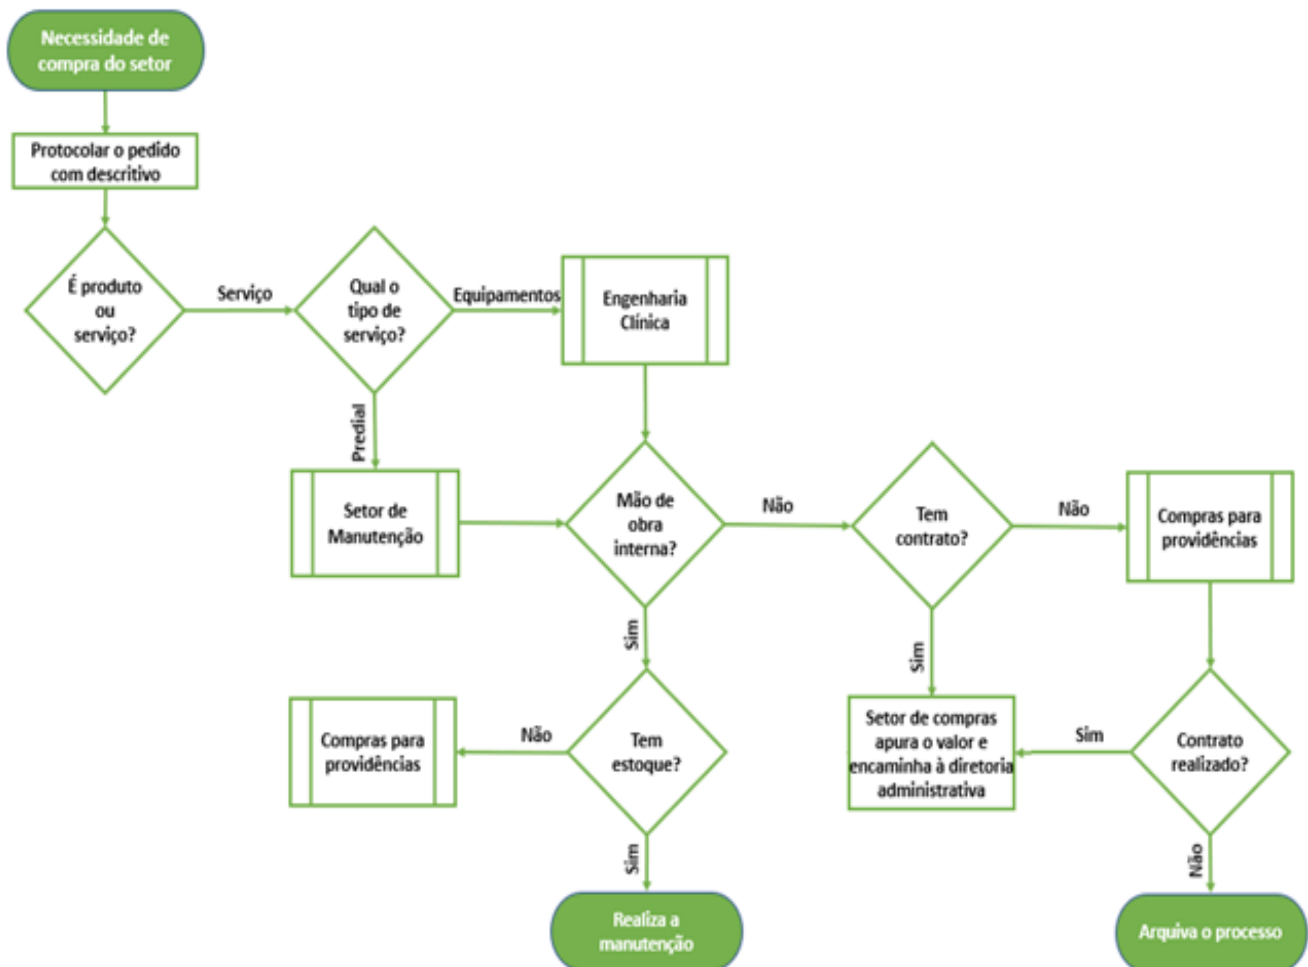 Necessidade de
compra do setor
Protocolar o pedido
com descritivo
É produto
ou
serviço?
Serviço
Qual o
tipo de
serviço?
Equipamentos
Engenharia
Clínica
Predial
Setor de
Manutenção
Mão de
obra
interna?
Não
Tem
contrato?
Não
Compras para
providências
Sim
Sim
Compras para
providências
Não
Tem
estoque?
Setor de compras
apura o valor e
encaminha à diretoria
administrativa
Sim
Contrato
realizado?
Sim
Não
Realiza a
manutenção
Arquiva o processo